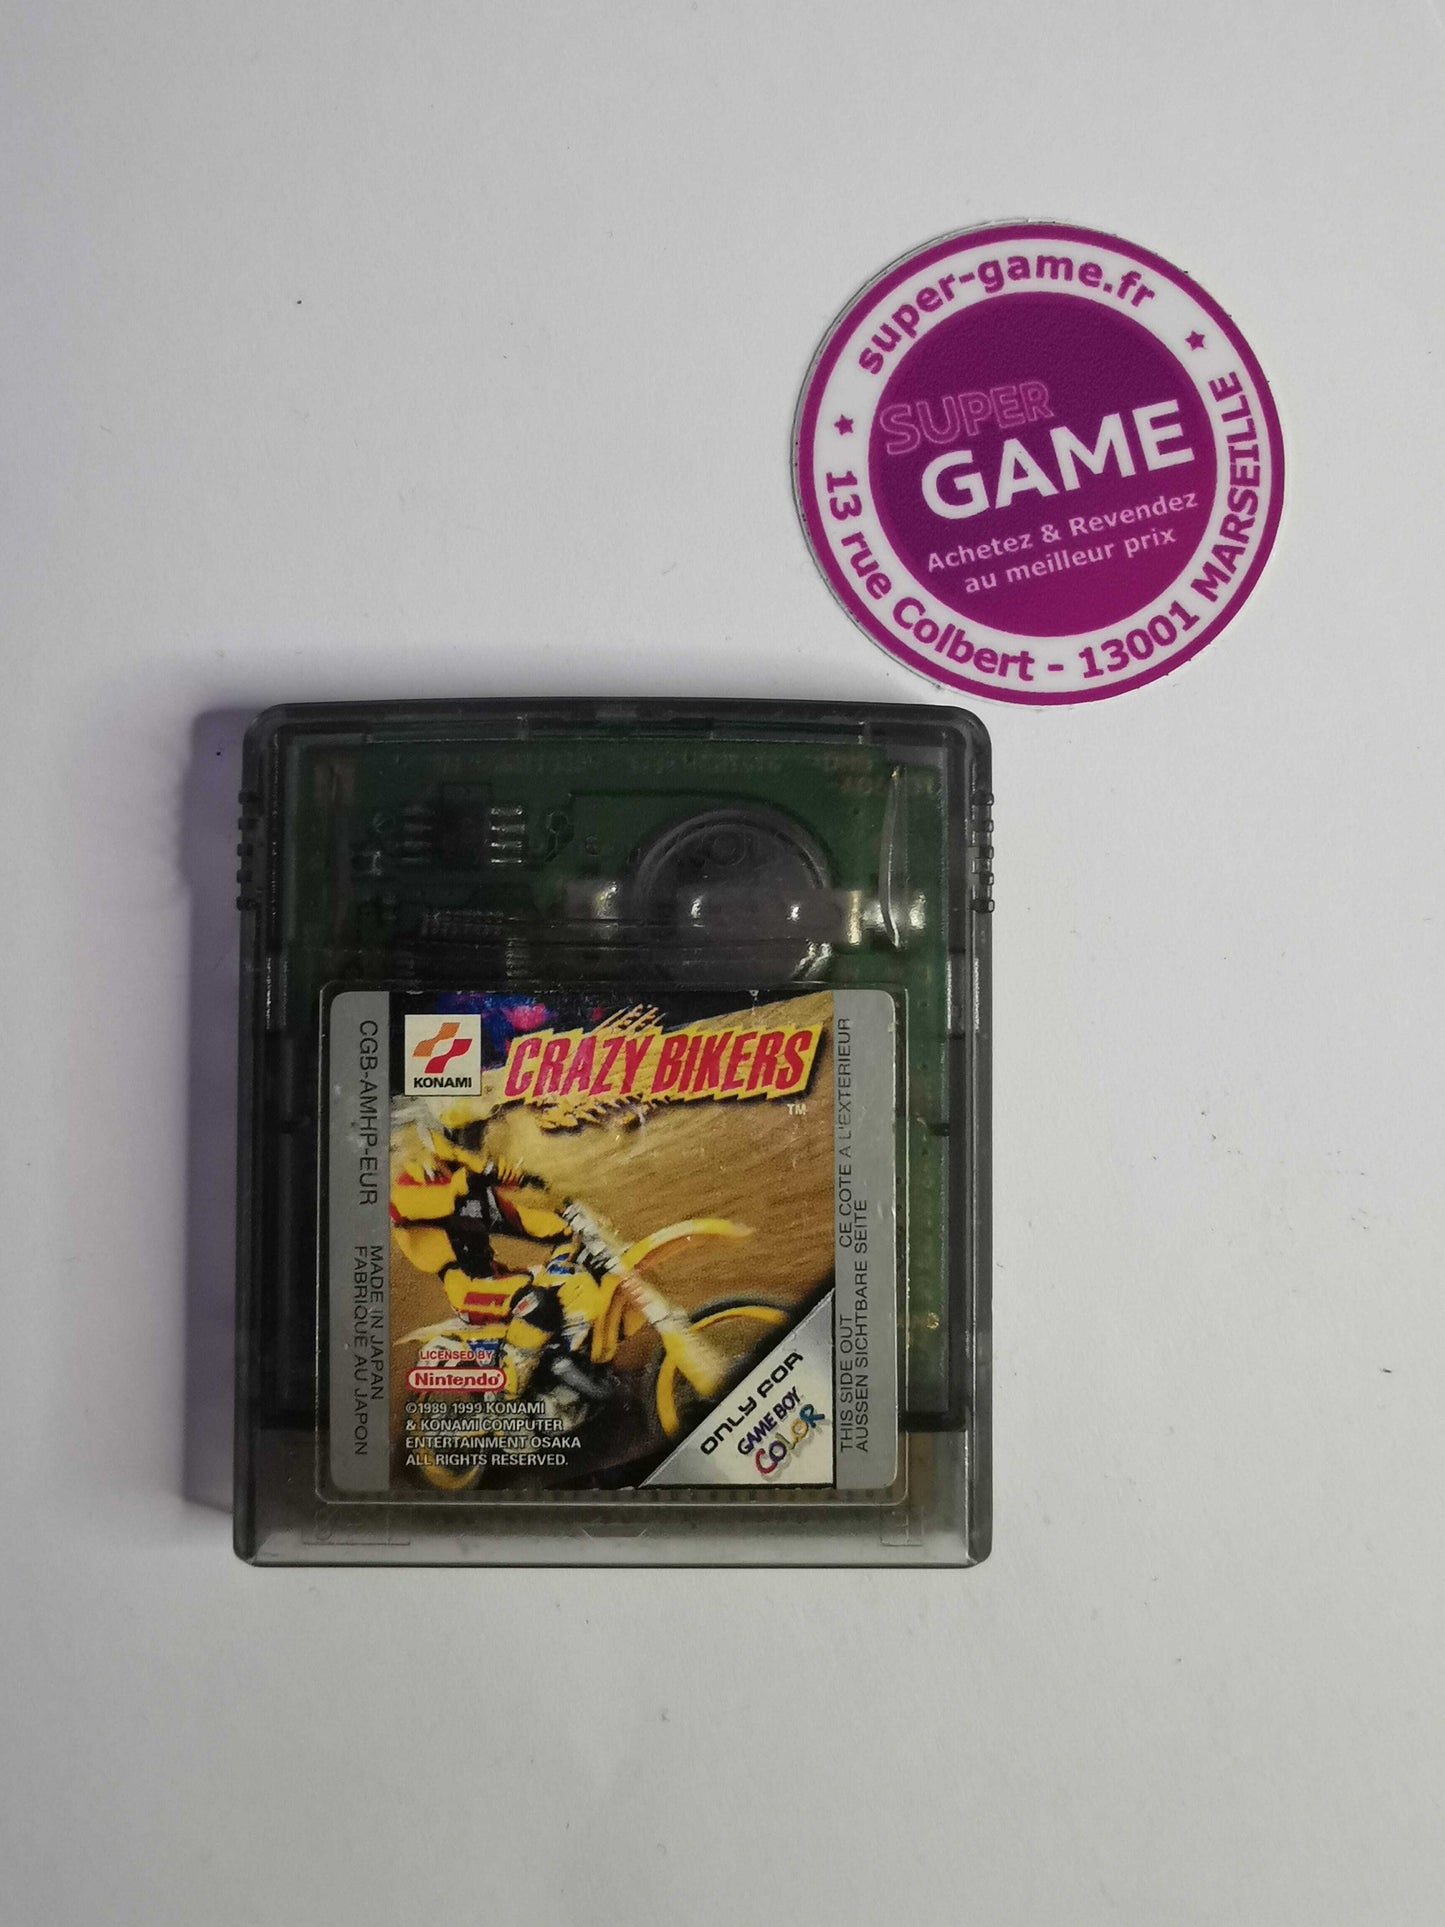 super-game.fr
SUPER
GAME
Achetez & Revendez
au meilleur prix
13 rue Colbert - 13001 MARSEILLE
KONAMI
CRAZY BIKERS
TM
CGB-AMHP-EUR
MADE IN JAPAN
FABRIQUÉ AU JAPON
LICENSED BY
Nintendo
©1989 1999 KONAMI
& KONAMI COMPUTER
ENTERTAINMENT OSAKA
ALL RIGHTS RESERVED.
ONLY FOR
GAME BOY
COLOR
THIS SIDE OUT CE COTE A L'EXTERIEUR
AUSSEN SICHTBARE SEITE